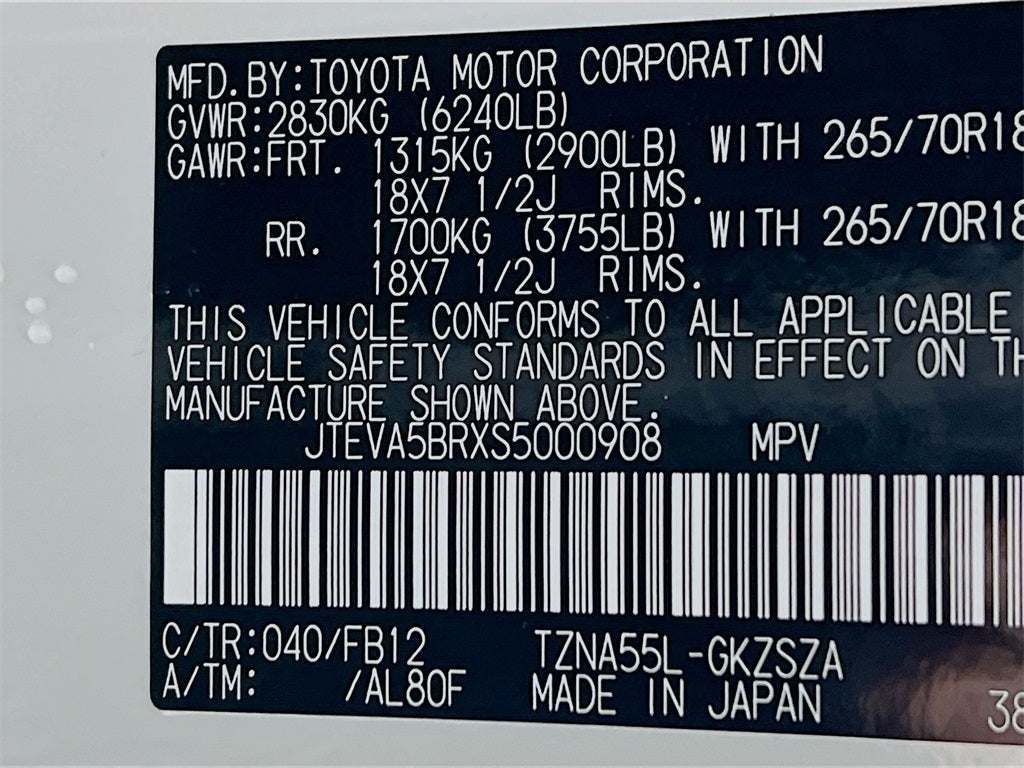 MFD.BY:TOYOTA MOTOR CORPORATION
GVWR:2830KG (6240LB)
GAWR:FRT. 1315KG (2900LB) WITH 265/70R18
18X7 1/2J RIMS.
RR. 1700KG (3755LB) WITH 265/70R18
18X7 1/2J RIMS.
THIS VEHICLE CONFORMS TO ALL APPLICABLE
VEHICLE SAFETY STANDARDS IN EFFECT ON TH
MANUFACTURE SHOWN ABOVE.
JTEVA5BRXS5000908 MPV
C/TR:040/FB12 TZNA55L-GKZSZA
A/TM: /AL80F MADE IN JAPAN
38